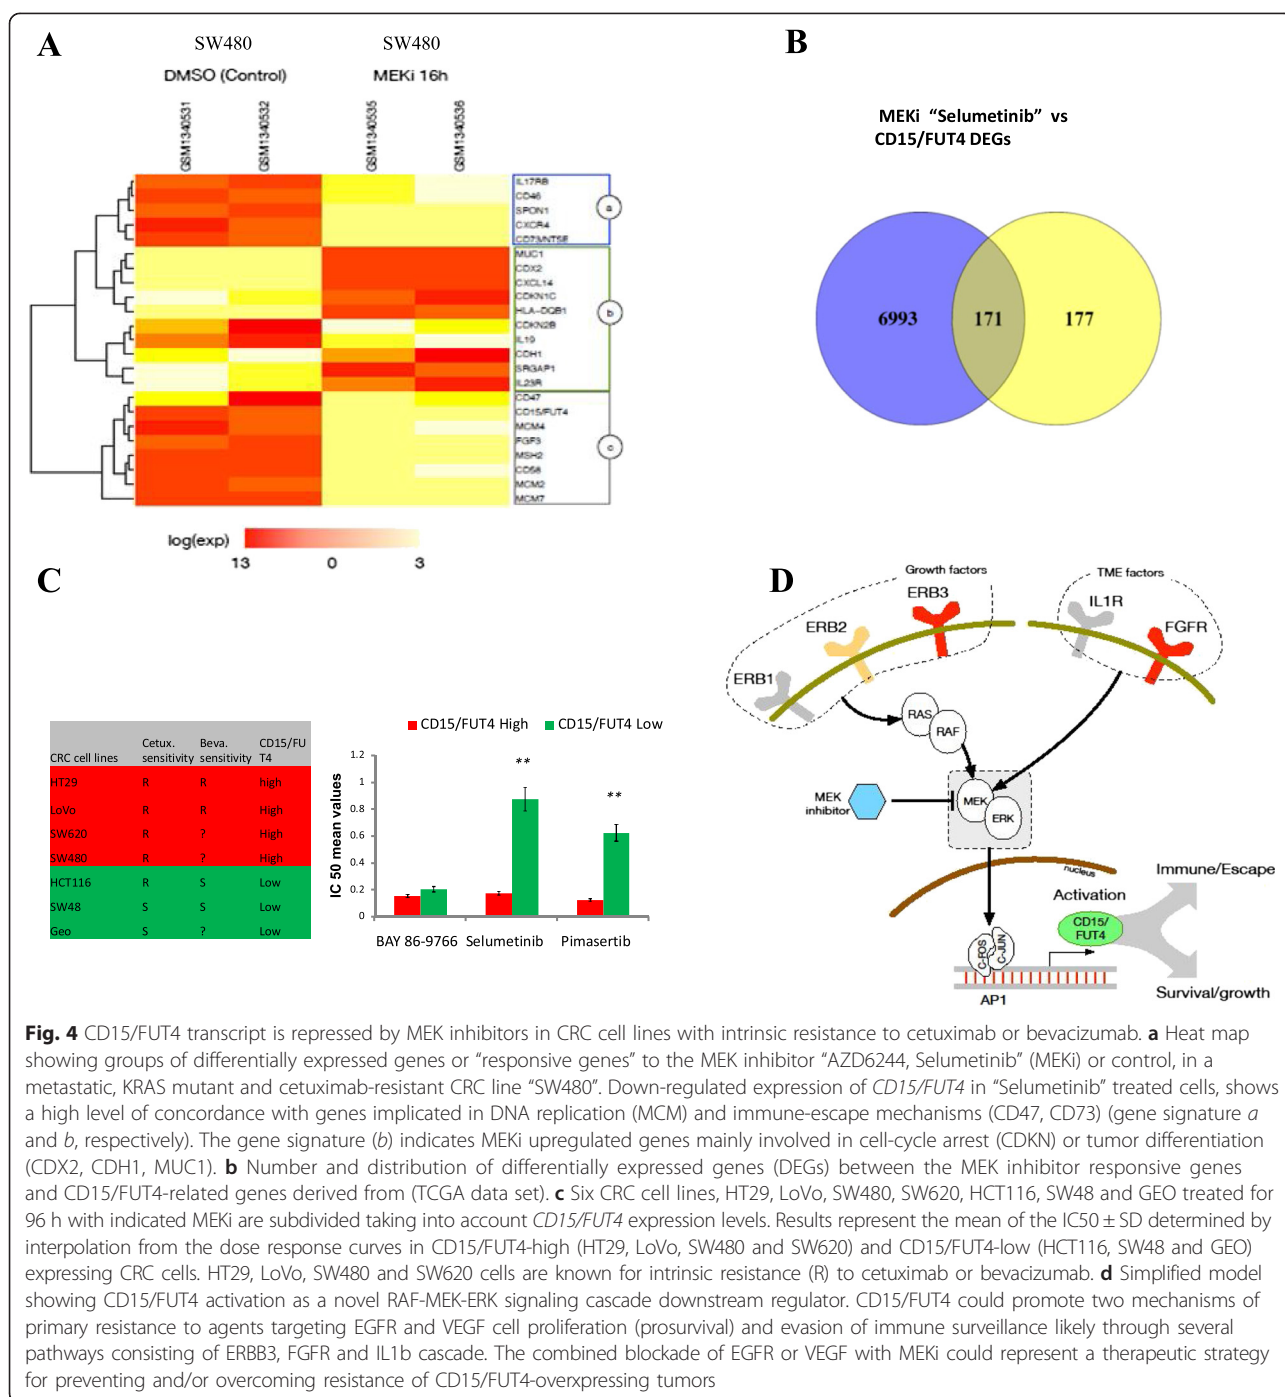 A
SW480
SW480
DMSO (Control)
MEKi 16h
GSM1340531
GSM1340532
GSM1340535
GSM1340536
IL17RB
CD46
SPON1
CXCR4
CD73/NT5E
a
MUC1
CDX2
CXCL14
CDKN1C
HLA-DQB1
CDKN2B
IL19
CDH1
SRGAP1
IL23R
b
CD47
CD15/FUT4
MCM4
FGF3
MSH2
CD58
MCM2
MCM7
c
log(exp)
13
0
3
B
MEKi "Selumetinib" vs
CD15/FUT4 DEGs
6993
171
177
C
CRC cell lines
Cetux.
sensitivity
Beva.
sensitivity
CD15/FU
T4
HT29 R R high
LoVo R R High
SW620 R ? High
SW480 R ? High
HCT116 R S Low
SW48 S S Low
Geo S ? Low
CD15/FUT4 High
CD15/FUT4 Low
IC 50 mean values
1.2
1
0.8
0.6
0.4
0.2
0
**
**
BAY 86-9766 Selumetinib Pimasertib
D
Growth factors
TME factors
ERB1
ERB2
ERB3
IL1R
FGFR
RAS
RAF
MEK
inhibitor
MEK
ERK
nucleus
Immune/Escape
Activation
CD15/
FUT4
C-FOS
C-JUN
AP1
Survival/growth
Fig. 4 CD15/FUT4 transcript is repressed by MEK inhibitors in CRC cell lines with intrinsic resistance to cetuximab or bevacizumab. a Heat map
showing groups of differentially expressed genes or "responsive genes" to the MEK inhibitor "AZD6244, Selumetinib" (MEKi) or control, in a
metastatic, KRAS mutant and cetuximab-resistant CRC line "SW480". Down-regulated expression of CD15/FUT4 in "Selumetinib" treated cells, shows
a high level of concordance with genes implicated in DNA replication (MCM) and immune-escape mechanisms (CD47, CD73) (gene signature a
and b, respectively). The gene signature (b) indicates MEKi upregulated genes mainly involved in cell-cycle arrest (CDKN) or tumor differentiation
(CDX2, CDH1, MUC1). b Number and distribution of differentially expressed genes (DEGs) between the MEK inhibitor responsive genes
and CD15/FUT4-related genes derived from (TCGA data set). c Six CRC cell lines, HT29, LoVo, SW480, SW620, HCT116, SW48 and GEO treated for
96 h with indicated MEKi are subdivided taking into account CD15/FUT4 expression levels. Results represent the mean of the IC50 ± SD determined by
interpolation from the dose response curves in CD15/FUT4-high (HT29, LoVo, SW480 and SW620) and CD15/FUT4-low (HCT116, SW48 and GEO)
expressing CRC cells. HT29, LoVo, SW480 and SW620 cells are known for intrinsic resistance (R) to cetuximab or bevacizumab. d Simplified model
showing CD15/FUT4 activation as a novel RAF-MEK-ERK signaling cascade downstream regulator. CD15/FUT4 could promote two mechanisms of
primary resistance to agents targeting EGFR and VEGF cell proliferation (prosurvival) and evasion of immune surveillance likely through several
pathways consisting of ERBB3, FGFR and IL1b cascade. The combined blockade of EGFR or VEGF with MEKi could represent a therapeutic strategy
for preventing and/or overcoming resistance of CD15/FUT4-overxpressing tumors